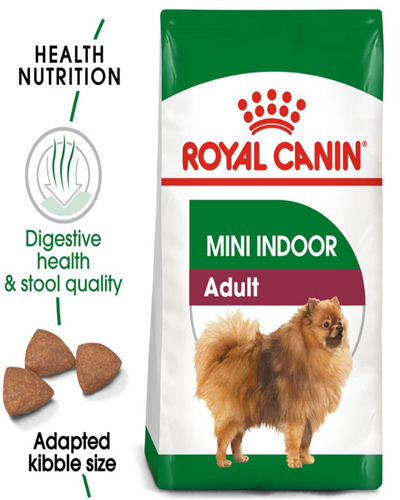 HEALTH
NUTRITION
Digestive
health
& stool quality
Adapted
kibble size
ROYAL CANIN®
MINI INDOOR
Adult